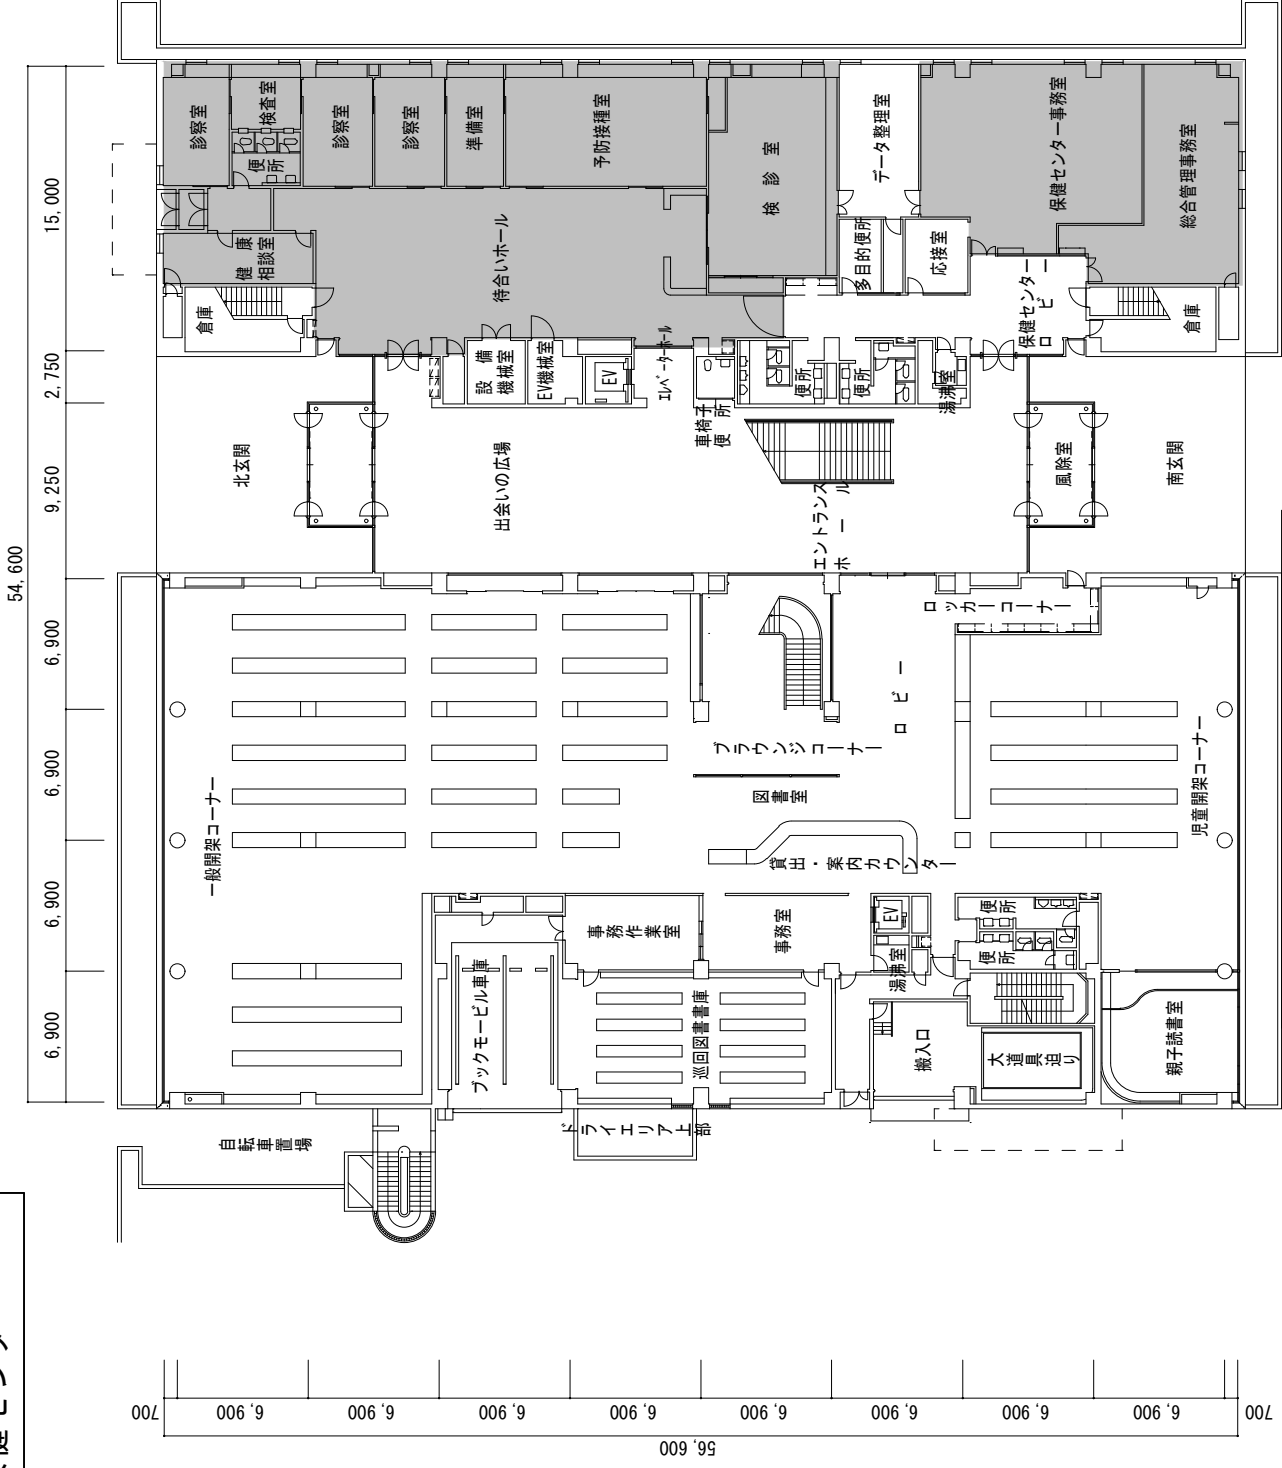 54,600
15,000
2,750
9,250
6,900
6,900
6,900
6,900
診察室
検査室
便所
診察室
診察室
準備室
予防接種室
検診室
データ整理室
保健センター事務室
総合管理事務室
健康
相談室
待合いホール
多目的便所
応接室
倉庫
設備
機械室
EV機械室
EV
エレベーターホール
車椅子
便所
便所
便所
湯沸室
保健センター
ロビー
倉庫
北玄関
出会いの広場
エントランス
ホール
風除室
南玄関
ロッカーコーナー
ロビー
ブラウンジコーナー
図書室
一般開架コーナー
児童開架コーナー
貸出・案内カウンター
事務作業室
事務室
EV
湯沸室
便所
便所
ブックモービル車庫
巡回図書書庫
搬入口
大道具迫り
親子読書室
自転車置場
ドライエリア上部
700
6,900
6,900
6,900
6,900
6,900
6,900
6,900
6,900
700
56,600